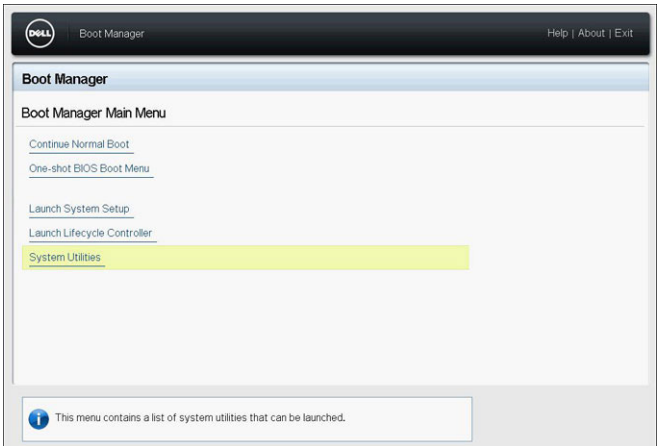 DELL
Boot Manager
Help | About | Exit
Boot Manager
Boot Manager Main Menu
Continue Normal Boot
One-shot BIOS Boot Menu
Launch System Setup
Launch Lifecycle Controller
System Utilities
This menu contains a list of system utilities that can be launched.